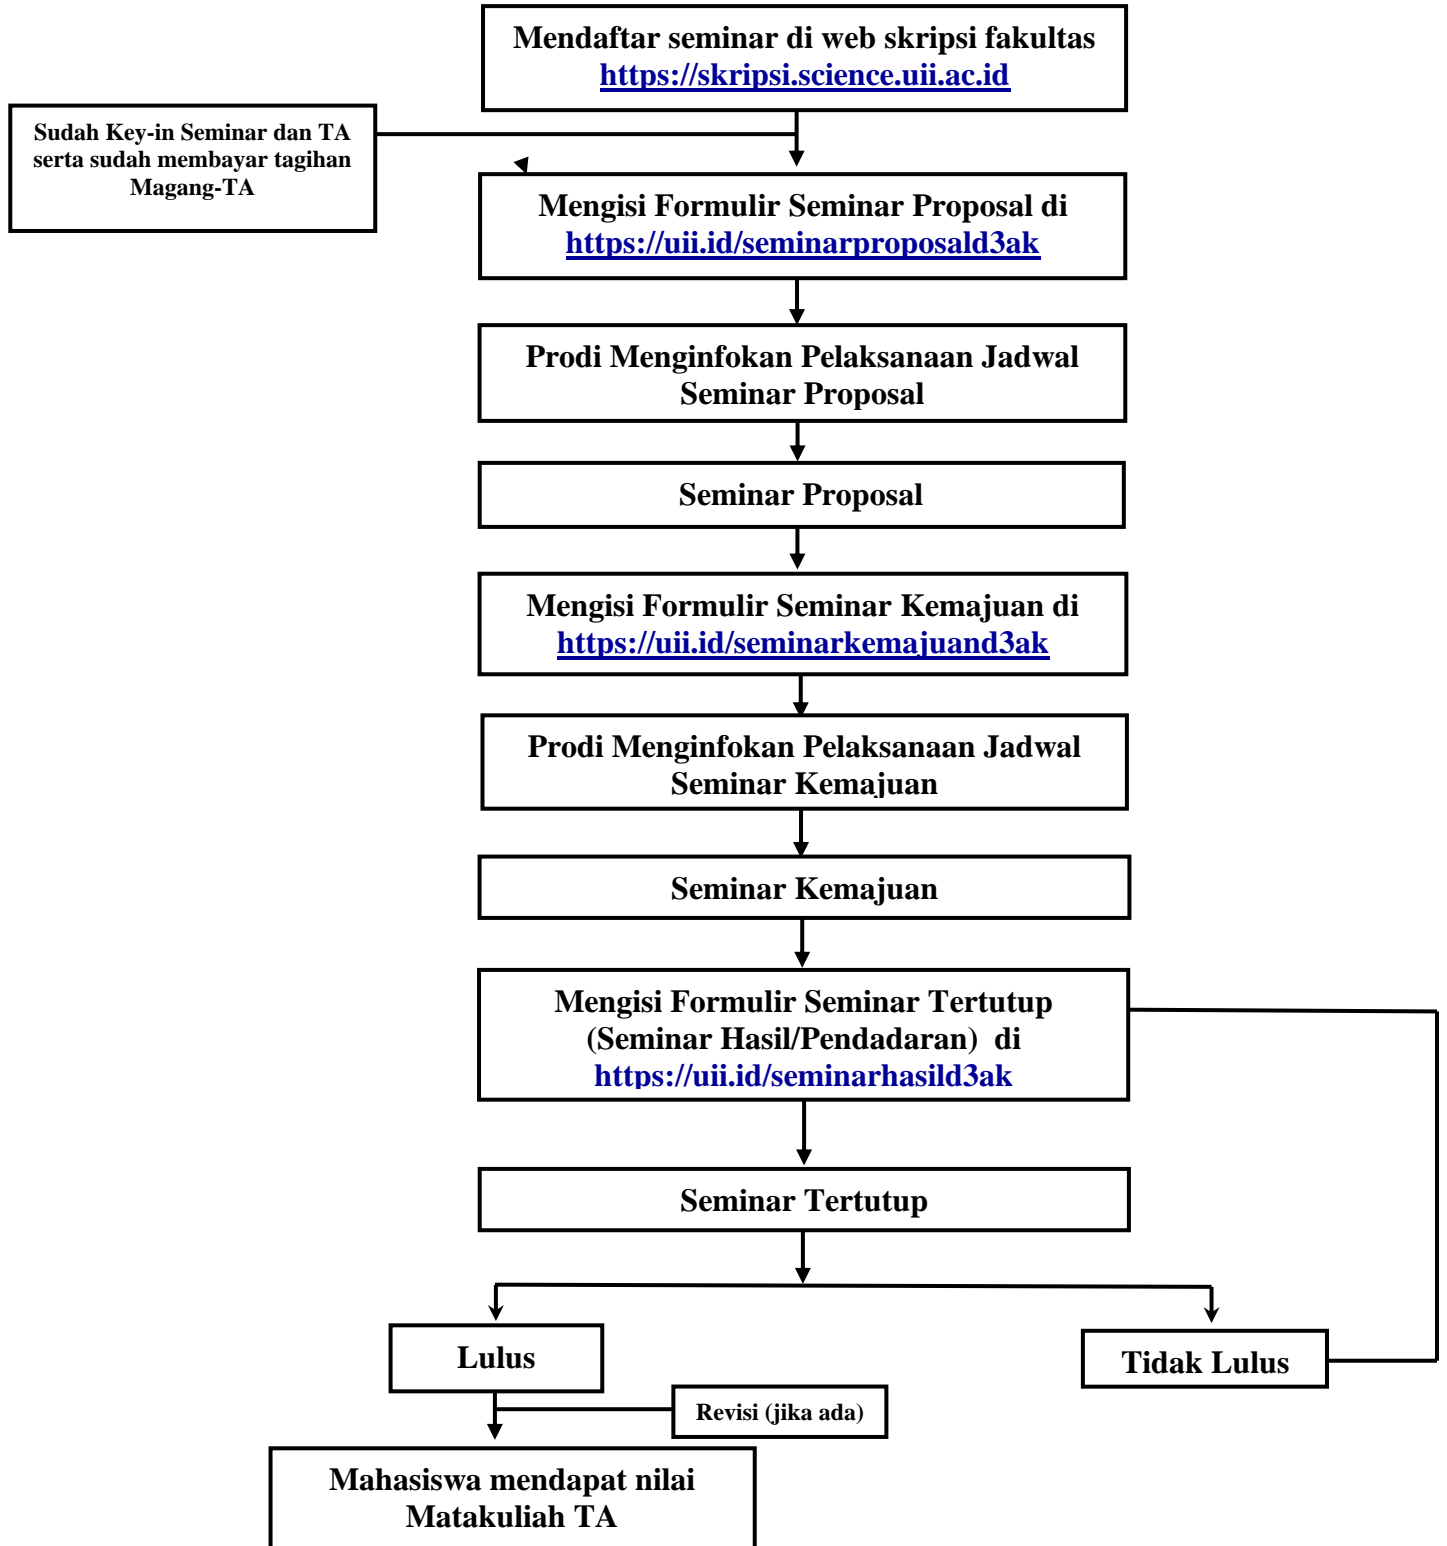 Mendaftar seminar di web skripsi fakultas
https://skripsi.science.uii.ac.id
Sudah Key-in Seminar dan TA
serta sudah membayar tagihan
Magang-TA
Mengisi Formulir Seminar Proposal di
https://uii.id/seminarproposald3ak
Prodi Menginfokan Pelaksanaan Jadwal
Seminar Proposal
Seminar Proposal
Mengisi Formulir Seminar Kemajuan di
https://uii.id/seminarkemajuand3ak
Prodi Menginfokan Pelaksanaan Jadwal
Seminar Kemajuan
Seminar Kemajuan
Mengisi Formulir Seminar Tertutup
(Seminar Hasil/Pendadaran) di
https://uii.id/seminarhasild3ak
Seminar Tertutup
Lulus
Tidak Lulus
Revisi (jika ada)
Mahasiswa mendapat nilai
Matakuliah TA